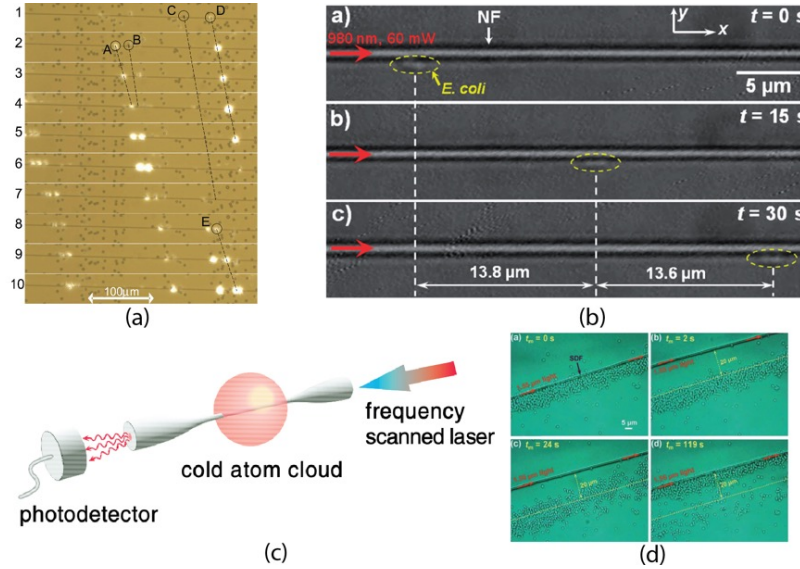 1
2
3
4
5
6
7
8
9
10
A
B
C
D
E
100µm
(a)
a)
980 nm, 60 mW
NF
y
x
t = 0 s
E. coli
5 µm
b)
t = 15 s
c)
t = 30 s
13.8 µm
13.6 µm
(b)
frequency
scanned laser
cold atom cloud
photodetector
(c)
(a)
SDF
5 µm
(b)
(c)
(d)
(d)